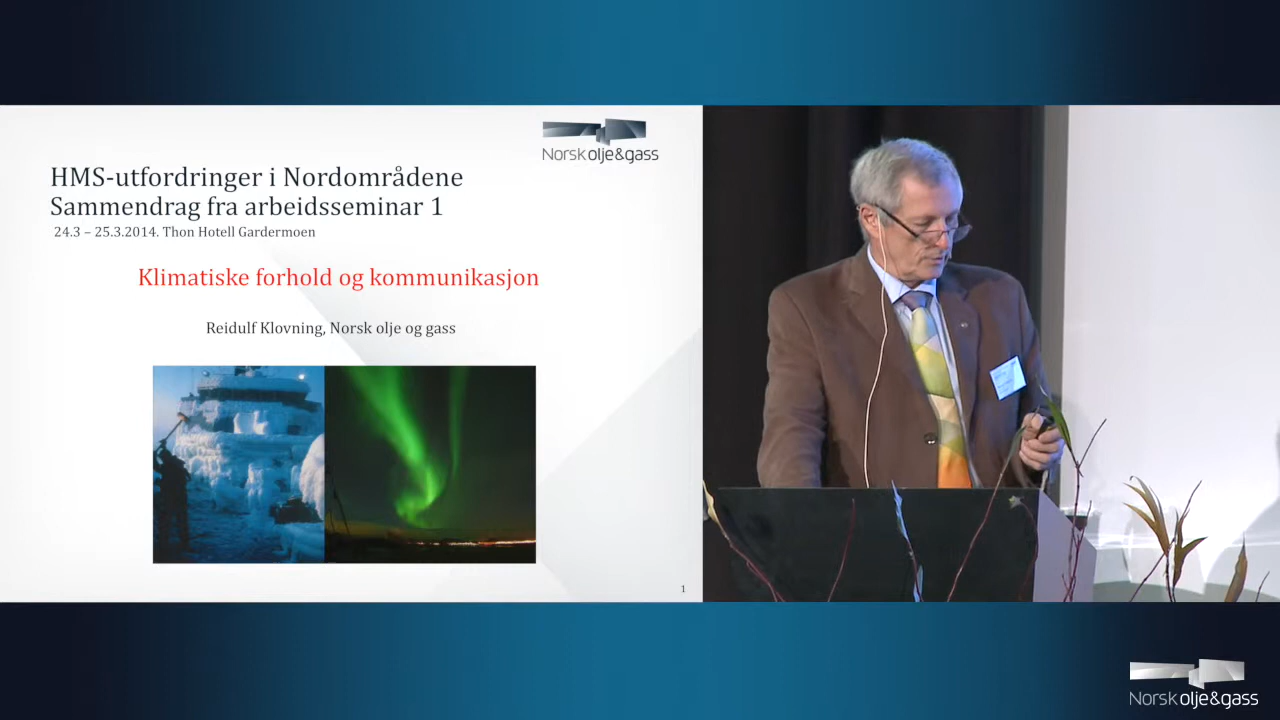 Norsk olje&gass
HMS-utfordringer i Nordområdene
Sammendrag fra arbeidsseminar 1
24.3 – 25.3.2014. Thon Hotell Gardermoen
Klimatiske forhold og kommunikasjon
Reidulf Klovning, Norsk olje og gass
1
Norsk olje&gass